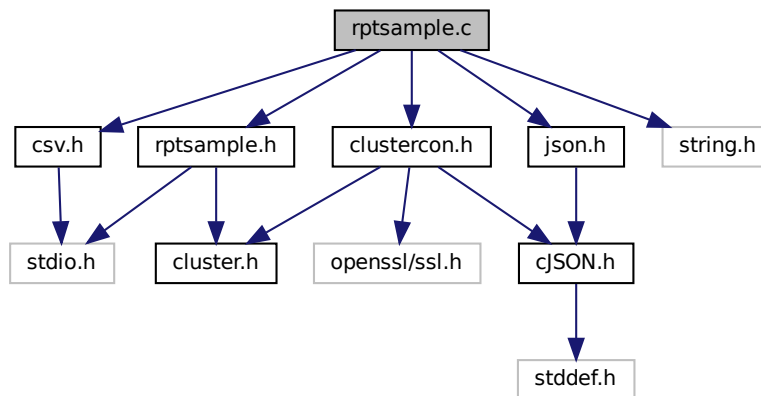 rptsample.c
csv.h
rptsample.h
clustercon.h
json.h
string.h
stdio.h
cluster.h
openssl/ssl.h
cJSON.h
stddef.h